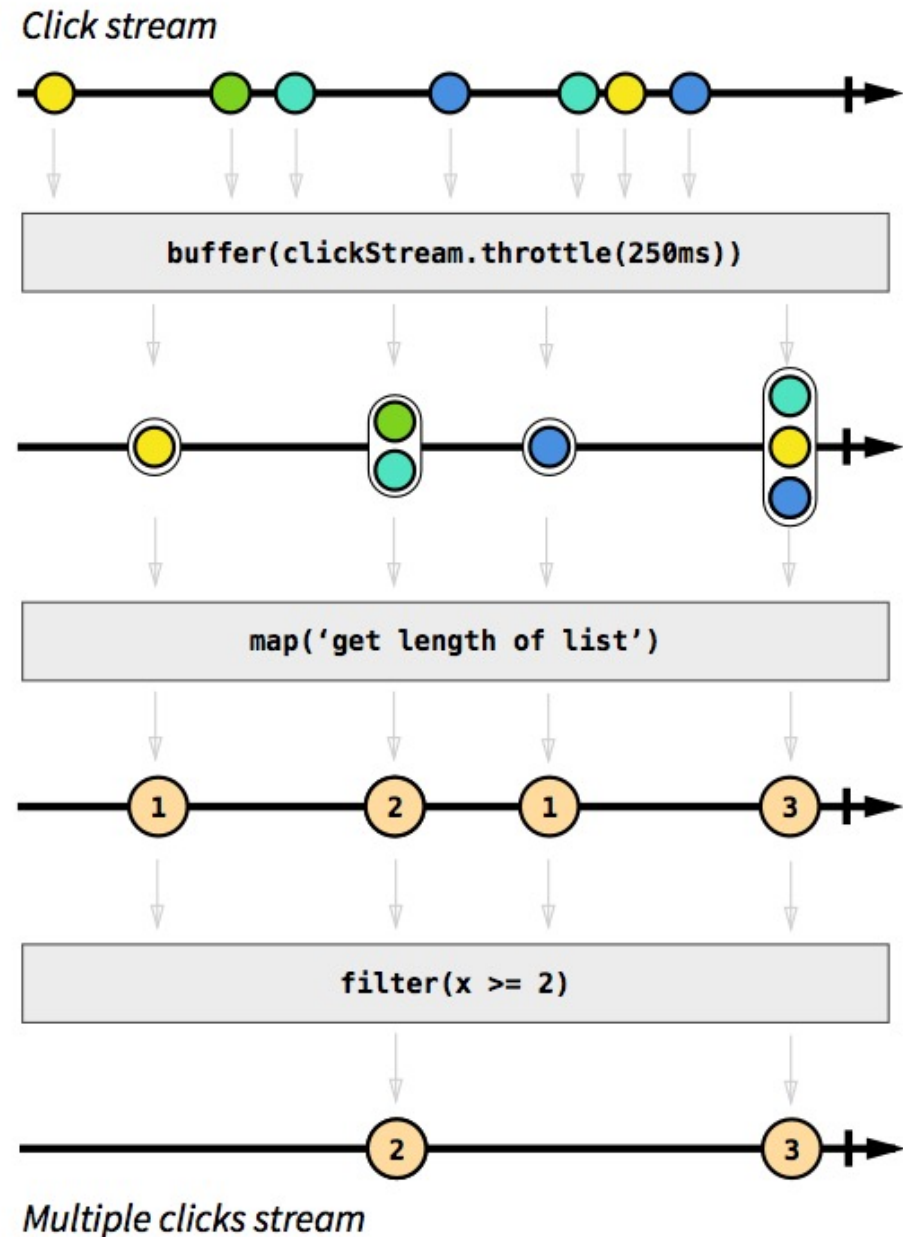 Click stream
buffer(clickStream.throttle(250ms))
map(‘get length of list’)
1 2 1 3
filter(x >= 2)
2 3
Multiple clicks stream